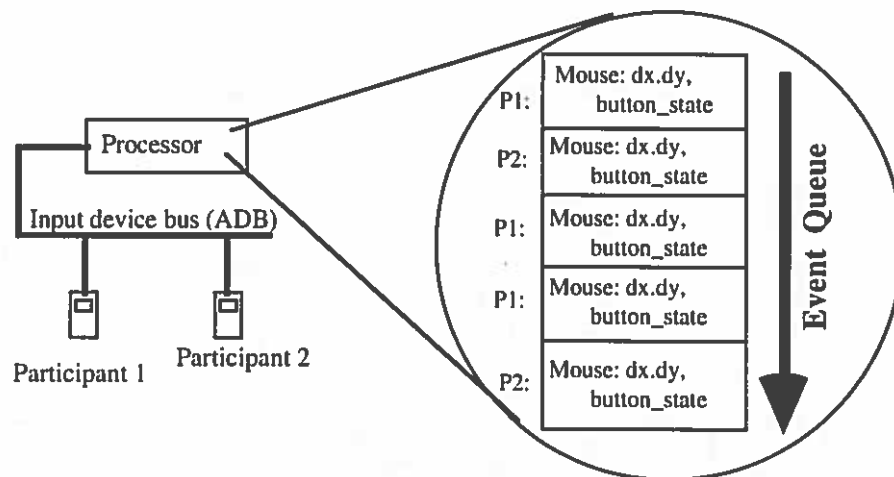 Processor
Input device bus (ADB)
Participant 1
Participant 2
P1:
Mouse: dx.dy,
button_state
P2:
Mouse: dx.dy,
button_state
P1:
Mouse: dx.dy,
button_state
P1:
Mouse: dx.dy,
button_state
P2:
Mouse: dx.dy,
button_state
Event Queue